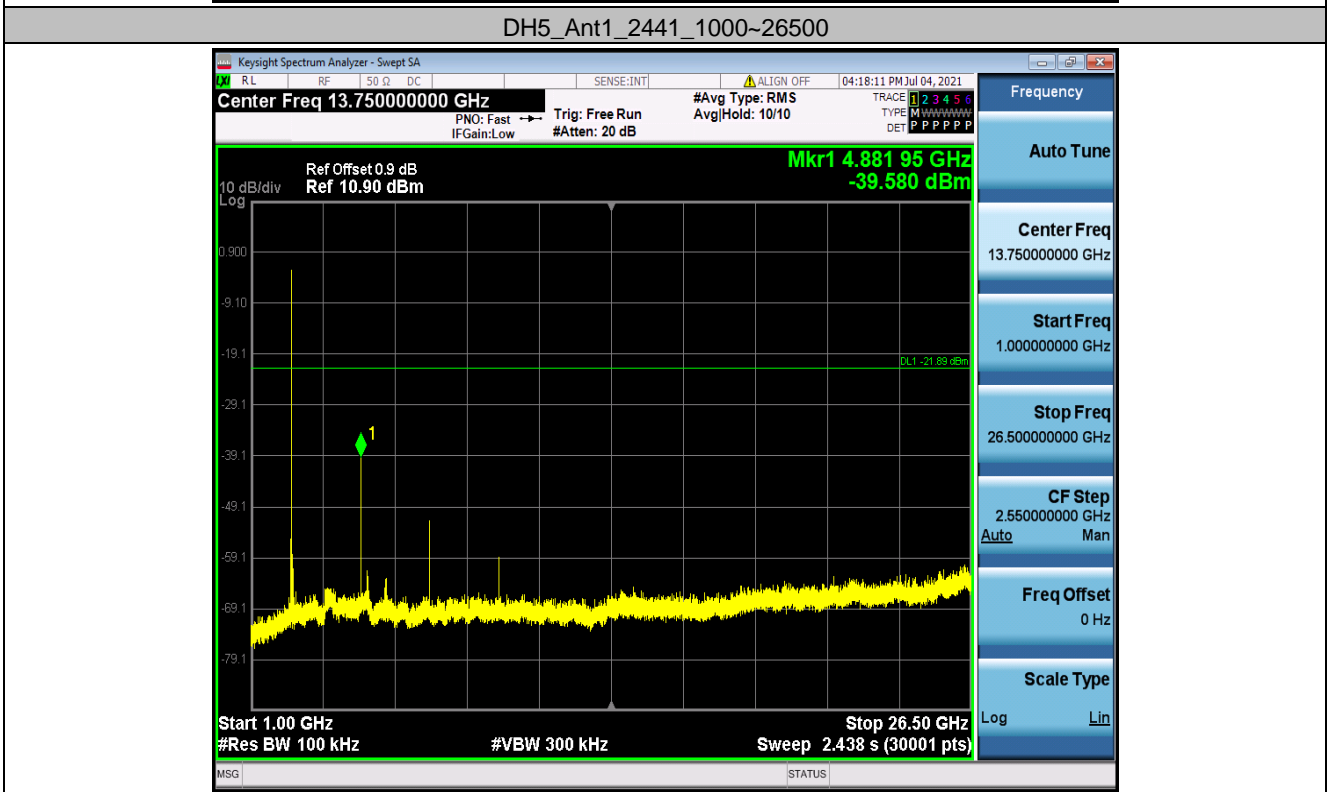 DH5_Ant1_2441_1000~26500
Keysight Spectrum Analyzer - Swept SA
LXI RL RF 50 Ω DC SENSE:INT ALIGN OFF 04:18:11 PM Jul 04, 2021
Center Freq 13.750000000 GHz
PNO: Fast
IFGain:Low
Trig: Free Run
#Atten: 20 dB
#Avg Type: RMS
Avg|Hold: 10/10
TRACE 1 2 3 4 5 6
TYPE M W W W W W
DET P P P P P P
Mkr1 4.881 95 GHz
-39.580 dBm
Ref Offset 0.9 dB
10 dB/div Ref 10.90 dBm
Log
0.900
-9.10
-19.1
DL1 -21.89 dBm
-29.1
1
-39.1
-49.1
-59.1
-69.1
-79.1
Start 1.00 GHz Stop 26.50 GHz
#Res BW 100 kHz #VBW 300 kHz Sweep 2.438 s (30001 pts)
MSG STATUS
Frequency
Auto Tune
Center Freq
13.750000000 GHz
Start Freq
1.000000000 GHz
Stop Freq
26.500000000 GHz
CF Step
2.550000000 GHz
Auto Man
Freq Offset
0 Hz
Scale Type
Log Lin